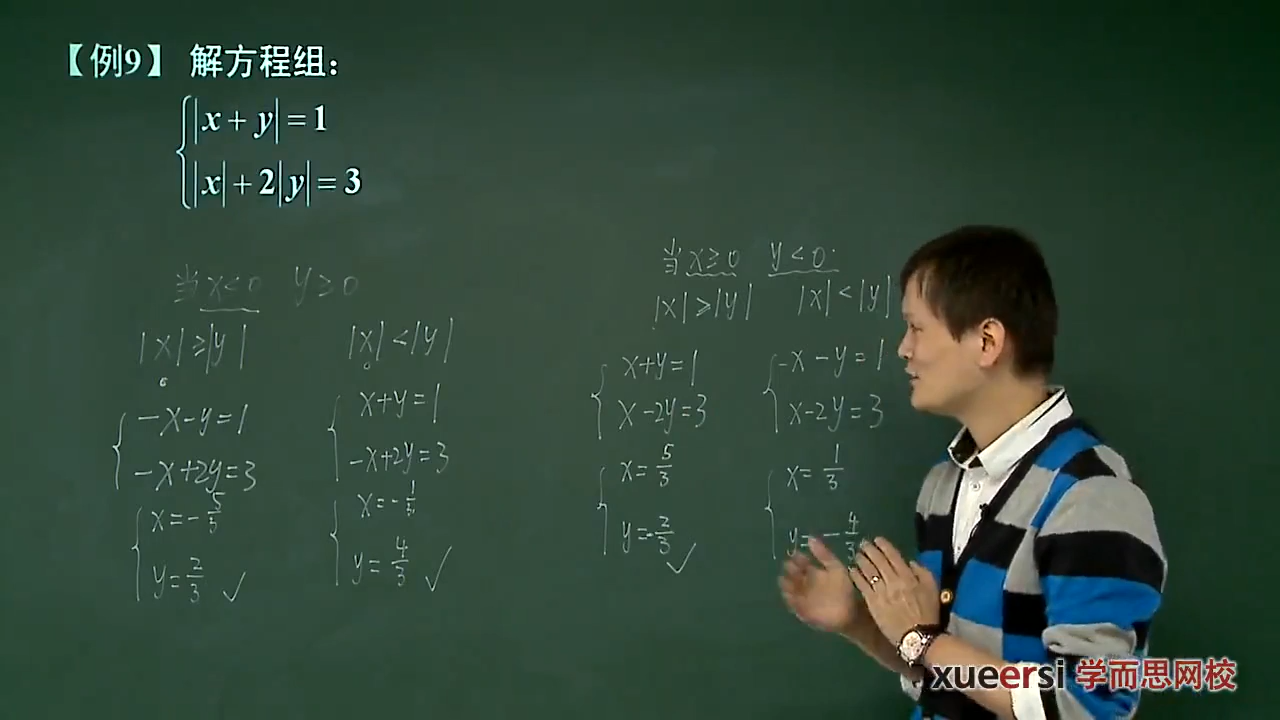 【例9】 解方程组：
|x + y| = 1
|x| + 2|y| = 3
当x<0 y≥0
|x|≥|y|
-x-y=1
-x+2y=3
x=-5/3
y=2/3 ✓
|x|<|y|
x+y=1
-x+2y=3
x=-1/3
y=4/3 ✓
当x≥0 y<0
|x|≥|y|
x+y=1
x-2y=3
x=5/3
y=-2/3 ✓
|x|<|y|
-x-y=1
x-2y=3
x=1/3
y=-4/3
xueersi 学而思网校